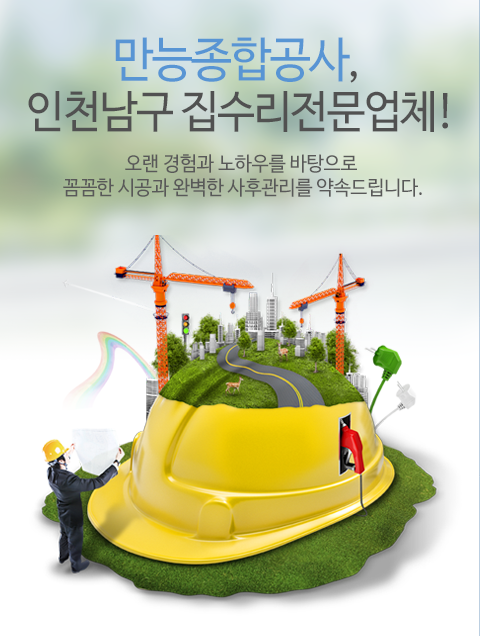 만능종합공사,
인천남구 집수리전문업체!
오랜 경험과 노하우를 바탕으로
꼼꼼한 시공과 완벽한 사후관리를 약속드립니다.